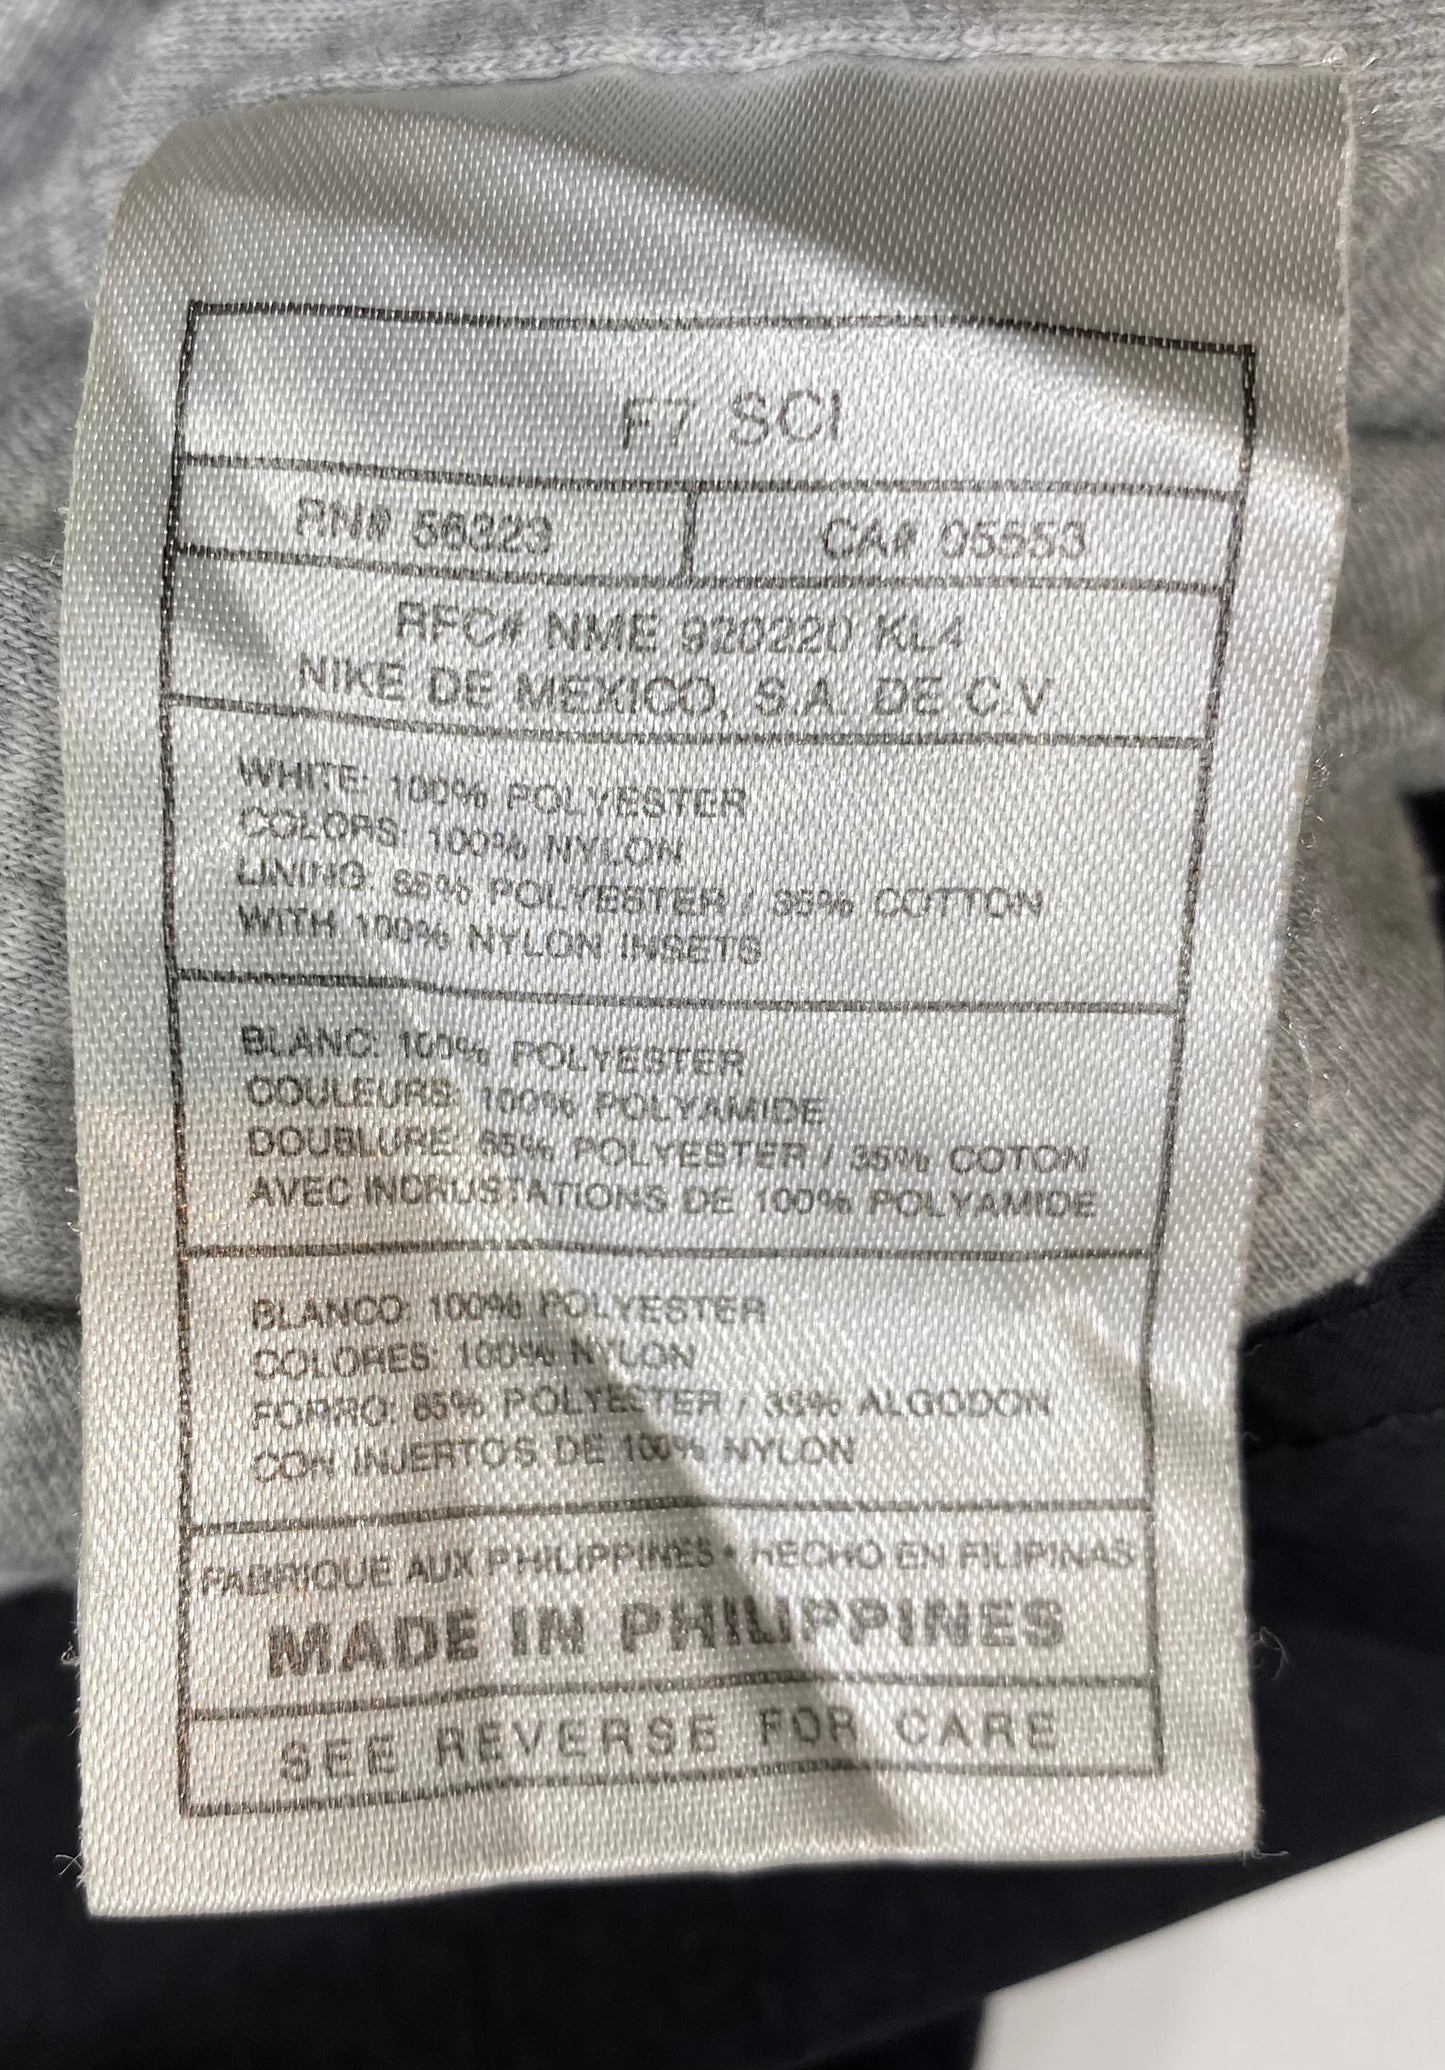 F7 SCI
RN# 56323
CA# 05553
RFC# NME 920220 KL4
NIKE DE MEXICO, S.A. DE C.V.
WHITE: 100% POLYESTER
COLORS: 100% NYLON
LINING: 65% POLYESTER / 35% COTTON
WITH 100% NYLON INSETS
BLANC: 100% POLYESTER
COULEURS: 100% POLYAMIDE
DOUBLURE: 65% POLYESTER / 35% COTON
AVEC INCRUSTATIONS DE 100% POLYAMIDE
BLANCO: 100% POLYESTER
COLORES: 100% NYLON
FORRO: 65% POLYESTER / 35% ALGODON
CON INJERTOS DE 100% NYLON
FABRIQUE AUX PHILIPPINES • HECHO EN FILIPINAS
MADE IN PHILIPPINES
SEE REVERSE FOR CARE